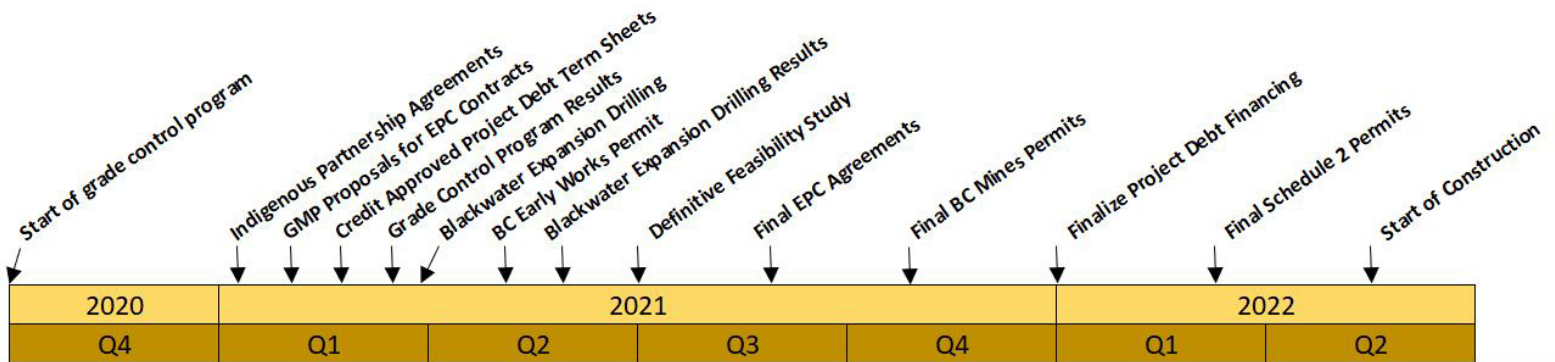 Start of grade control program
Indigenous Partnership Agreements
GMP Proposals for EPC Contracts
Credit Approved Project Debt Term Sheets
Grade Control Program Results
Blackwater Expansion Drilling
BC Early Works Permit
Blackwater Expansion Drilling Results
Definitive Feasibility Study
Final EPC Agreements
Final BC Mines Permits
Finalize Project Debt Financing
Final Schedule 2 Permits
Start of Construction
2020 2021 2022
Q4 Q1 Q2 Q3 Q4 Q1 Q2